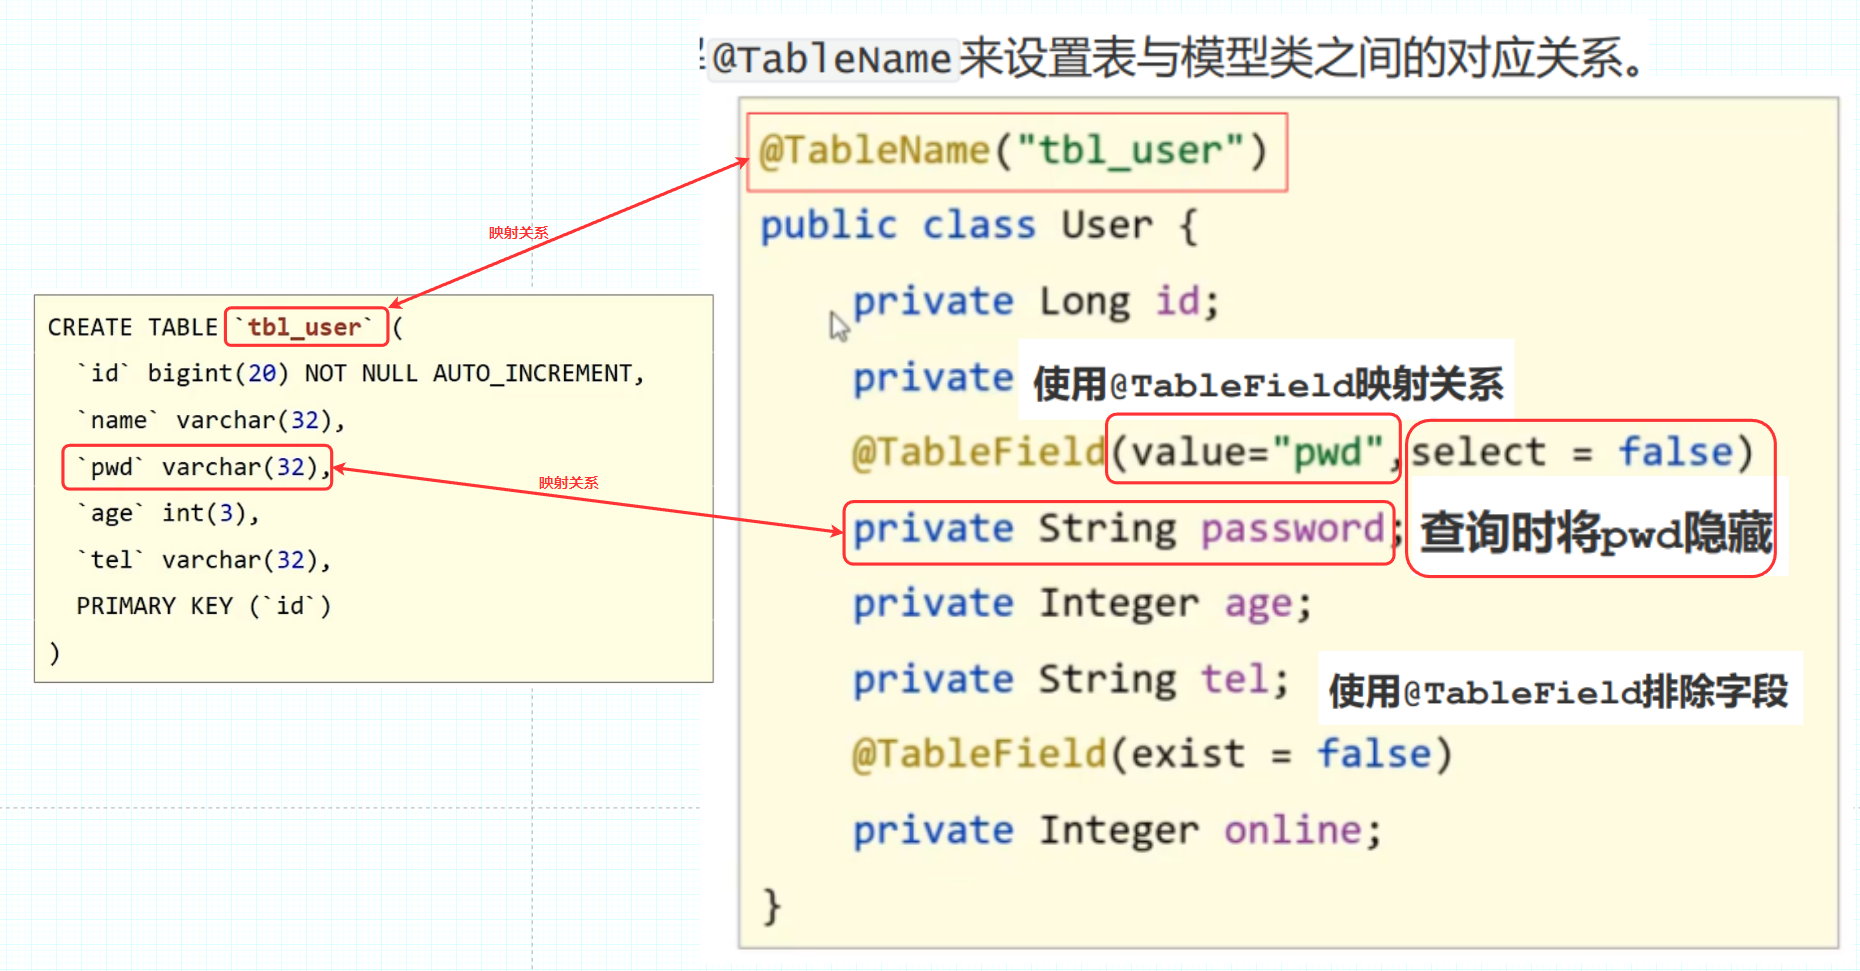 @TableName来设置表与模型类之间的对应关系。
@TableName("tbl_user")
public class User {
private Long id;
private 使用@TableField映射关系
@TableField(value="pwd",select = false)
private String password; 查询时将pwd隐藏
private Integer age;
private String tel; 使用@TableField排除字段
@TableField(exist = false)
private Integer online;
}
映射关系
映射关系
CREATE TABLE `tbl_user` (
`id` bigint(20) NOT NULL AUTO_INCREMENT,
`name` varchar(32),
`pwd` varchar(32),
`age` int(3),
`tel` varchar(32),
PRIMARY KEY (`id`)
)